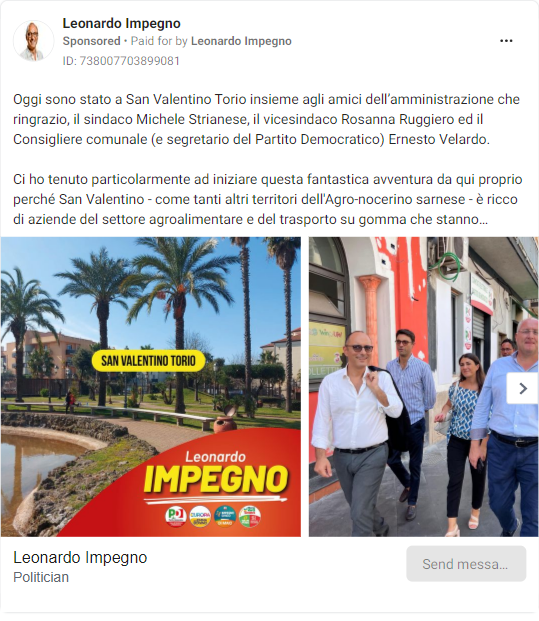 Leonardo Impegno
Sponsored • Paid for by Leonardo Impegno
ID: 738007703899081
Oggi sono stato a San Valentino Torio insieme agli amici dell'amministrazione che
ringrazio, il sindaco Michele Strianese, il vicesindaco Rosanna Ruggiero ed il
Consigliere comunale (e segretario del Partito Democratico) Ernesto Velardo.
Ci ho tenuto particolarmente ad iniziare questa fantastica avventura da qui proprio
perché San Valentino - come tanti altri territori dell'Agro-nocerino sarnese - è ricco
di aziende del settore agroalimentare e del trasporto su gomma che stanno...
SAN VALENTINO TORIO
Leonardo
IMPEGNO
PD
EUROPA
Leonardo Impegno
Politician
Send messa...